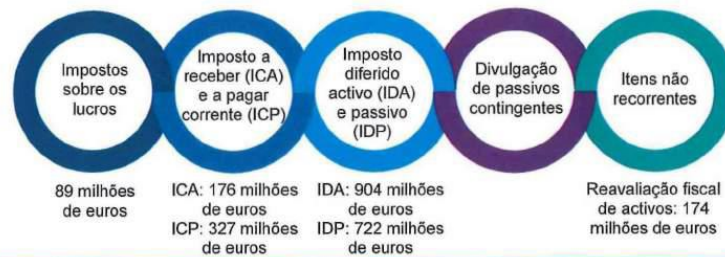 Impostos
sobre os
lucros
Imposto a
receber (ICA)
e a pagar
corrente (ICP)
Imposto
diferido
activo (IDA)
e passivo
(IDP)
Divulgação
de passivos
contingentes
Itens não
recorrentes
89 milhões
de euros
ICA: 176 milhões
de euros
ICP: 327 milhões
de euros
IDA: 904 milhões
de euros
IDP: 722 milhões
de euros
Reavaliação fiscal
de activos: 174
milhões de euros